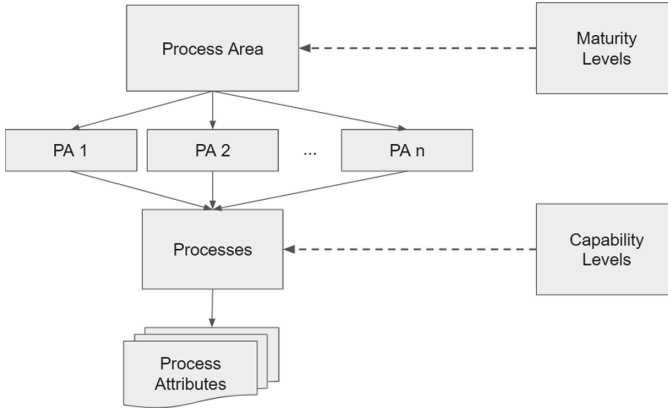 Process Area
Maturity
Levels
PA 1
PA 2
...
PA n
Processes
Capability
Levels
Process
Attributes